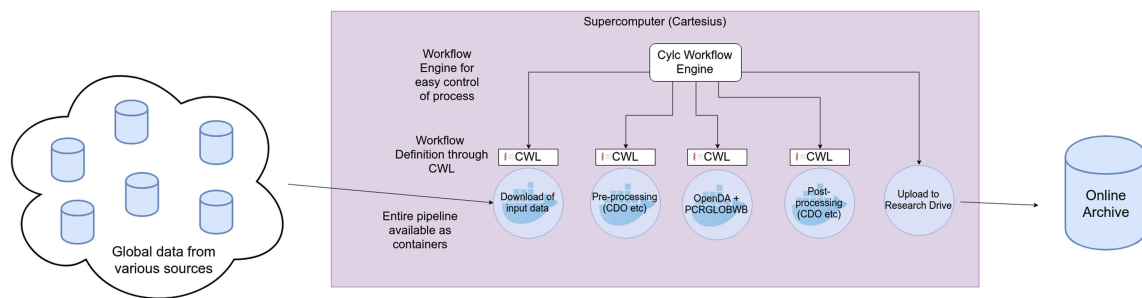 Supercomputer (Cartesius)
Workflow
Engine for
easy control
of process
Cylc Workflow
Engine
Workflow
Definition through
CWL
CWL
CWL
CWL
CWL
Download of
input data
Pre-processing
(CDO etc)
OpenDA +
PCRGLOBWB
Post-
processing
(CDO etc)
Upload to
Research Drive
Entire pipeline
available as
containers
Global data from
various sources
Online
Archive